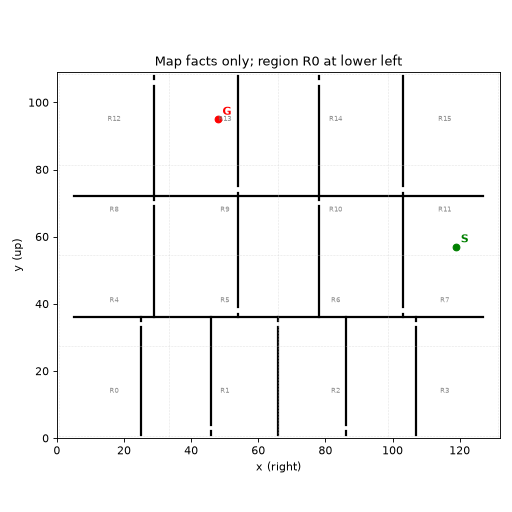 Map facts only; region R0 at lower left
100
80
60
40
20
0
y (up)
R12
G
R13
R14
R15
R8
R9
R10
R11
S
R4
R5
R6
R7
R0
R1
R2
R3
0
20
40
60
80
100
120
x (right)